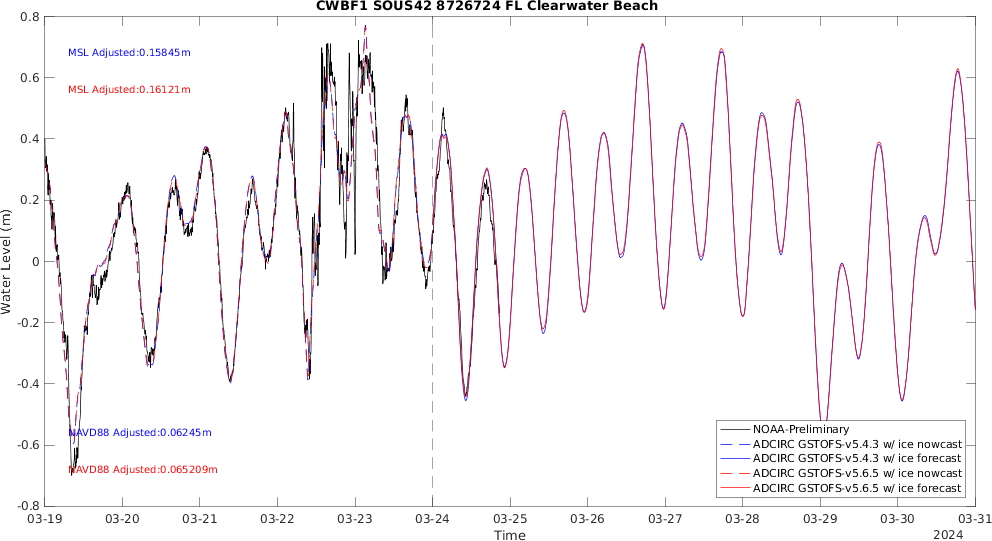 CWBF1 SOUS42 8726724 FL Clearwater Beach
0.8
0.6
0.4
0.2
0
-0.2
-0.4
-0.6
-0.8
Water Level (m)
MSL Adjusted:0.15845m
MSL Adjusted:0.16121m
NAVD88 Adjusted:0.06245m
NAVD88 Adjusted:0.065209m
NOAA-Preliminary
ADCIRC GSTOFS-v5.4.3 w/ ice nowcast
ADCIRC GSTOFS-v5.4.3 w/ ice forecast
ADCIRC GSTOFS-v5.6.5 w/ ice nowcast
ADCIRC GSTOFS-v5.6.5 w/ ice forecast
03-19 03-20 03-21 03-22 03-23 03-24 03-25 03-26 03-27 03-28 03-29 03-30 03-31
Time
2024